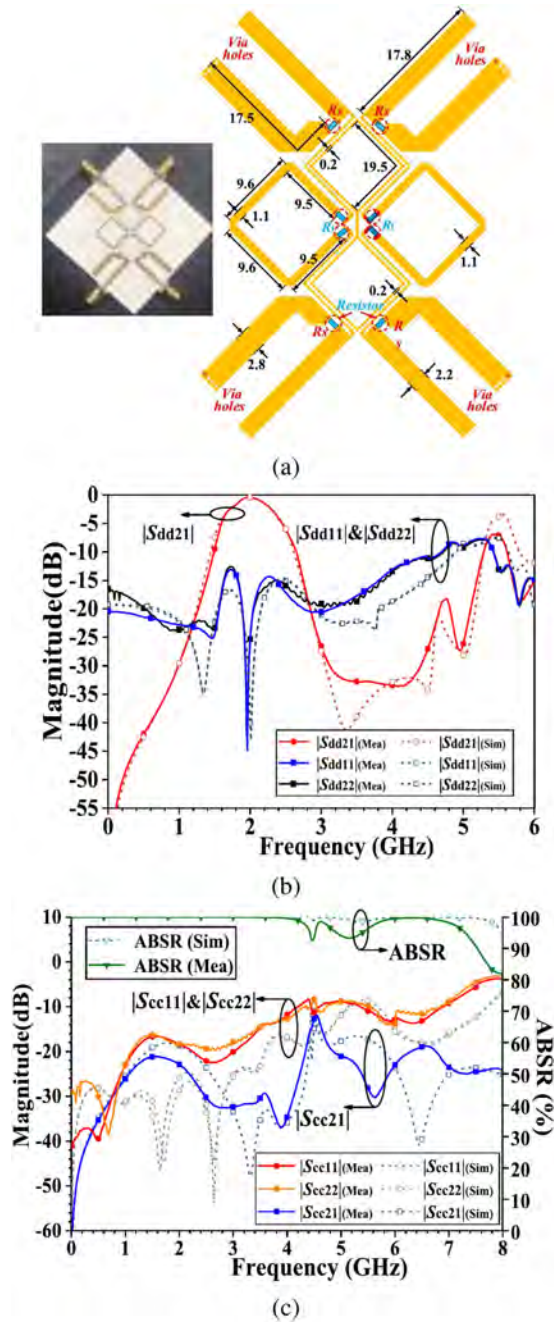 Via holes
17.8
Via holes
Rs
Rs
17.5
0.2
19.5
9.6
9.5
1.1
Rt
Rt
9.6
9.5
1.1
0.2
Resistor
Rs
Rs
2.8
2.2
Via holes
Via holes
(a)
Magnitude(dB)
0
-5
-10
-15
-20
-25
-30
-35
-40
-45
-50
-55
|Sdd21|
|Sdd11|&|Sdd22|
|Sdd21|(Mea) |Sdd21|(Sim)
|Sdd11|(Mea) |Sdd11|(Sim)
|Sdd22|(Mea) |Sdd22|(Sim)
0 1 2 3 4 5 6
Frequency (GHz)
(b)
Magnitude(dB)
10
0
-10
-20
-30
-40
-50
-60
ABSR (Sim)
ABSR (Mea)
ABSR
|Scc11|&|Scc22|
|Scc21|
|Scc11|(Mea) |Scc11|(Sim)
|Scc22|(Mea) |Scc22|(Sim)
|Scc21|(Mea) |Scc21|(Sim)
100
90
80
70
60
50
40
30
20
10
0
ABSR (%)
0 1 2 3 4 5 6 7 8
Frequency (GHz)
(c)